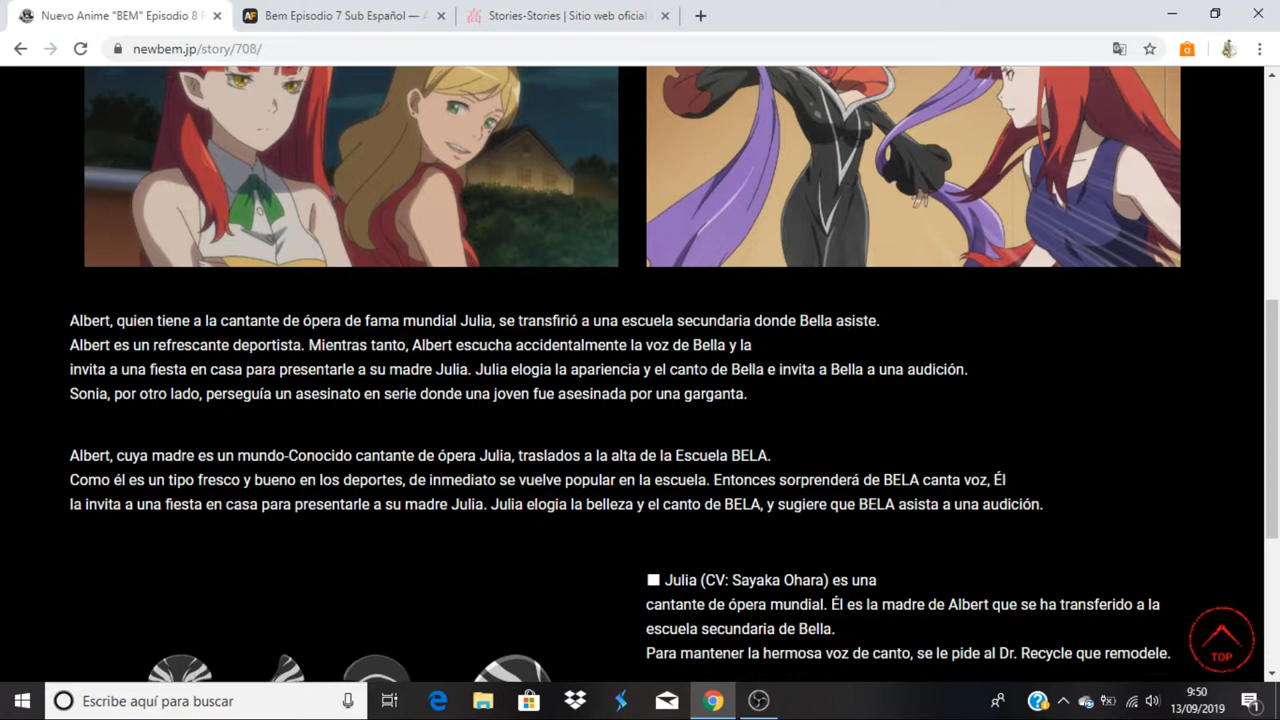 Nuevo Anime "BEM" Episodio 8
Bem Episodio 7 Sub Español —
Stories-Stories | Sitio web oficial
newbem.jp/story/708/
Albert, quien tiene a la cantante de ópera de fama mundial Julia, se transfirió a una escuela secundaria donde Bella asiste.
Albert es un refrescante deportista. Mientras tanto, Albert escucha accidentalmente la voz de Bella y la
invita a una fiesta en casa para presentarle a su madre Julia. Julia elogia la apariencia y el canto de Bella e invita a Bella a una audición.
Sonia, por otro lado, perseguía un asesinato en serie donde una joven fue asesinada por una garganta.
Albert, cuya madre es un mundo-Conocido cantante de ópera Julia, traslados a la alta de la Escuela BELA.
Como él es un tipo fresco y bueno en los deportes, de inmediato se vuelve popular en la escuela. Entonces sorprenderá de BELA canta voz, Él
la invita a una fiesta en casa para presentarle a su madre Julia. Julia elogia la belleza y el canto de BELA, y sugiere que BELA asista a una audición.
■ Julia (CV: Sayaka Ohara) es una
cantante de ópera mundial. Él es la madre de Albert que se ha transferido a la
escuela secundaria de Bella.
Para mantener la hermosa voz de canto, se le pide al Dr. Recycle que remodele.
TOP
Escribe aquí para buscar
9:50
13/09/2019